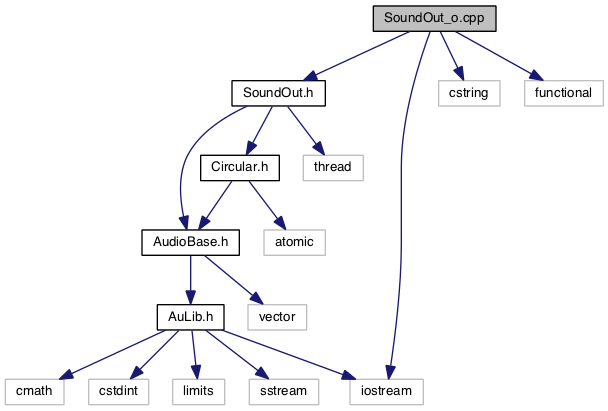 SoundOut_o.cpp
SoundOut.h
cstring
functional
Circular.h
thread
AudioBase.h
atomic
AuLib.h
vector
cmath
cstdint
limits
sstream
iostream